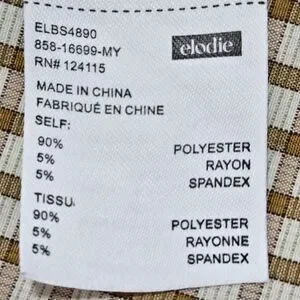 ELBS4890
858-16699-MY
RN# 124115
elodie
MADE IN CHINA
FABRIQUÉ EN CHINE
SELF:
90% POLYESTER
5% RAYON
5% SPANDEX
TISSU:
90% POLYESTER
5% RAYONNE
5% SPANDEX